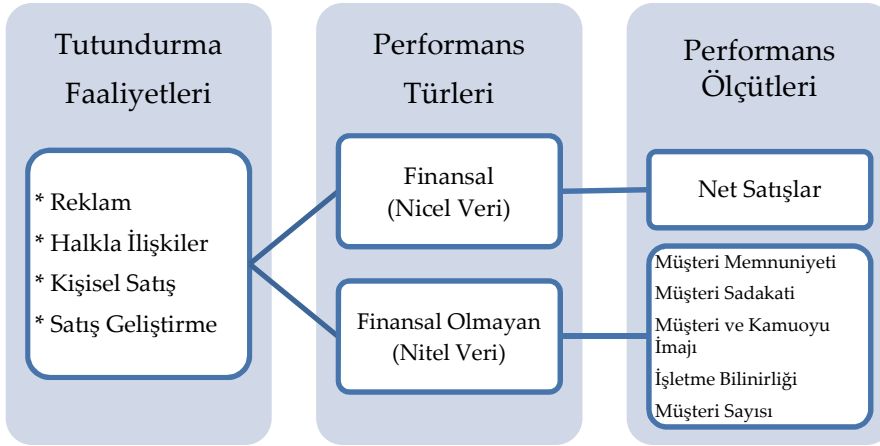 Tutundurma
Faaliyetleri
* Reklam
* Halkla İlişkiler
* Kişisel Satış
* Satış Geliştirme
Performans
Türleri
Finansal
(Nicel Veri)
Finansal Olmayan
(Nitel Veri)
Performans
Ölçütleri
Net Satışlar
Müşteri Memnuniyeti
Müşteri Sadakati
Müşteri ve Kamuoyu
İmajı
İşletme Bilinirliği
Müşteri Sayısı